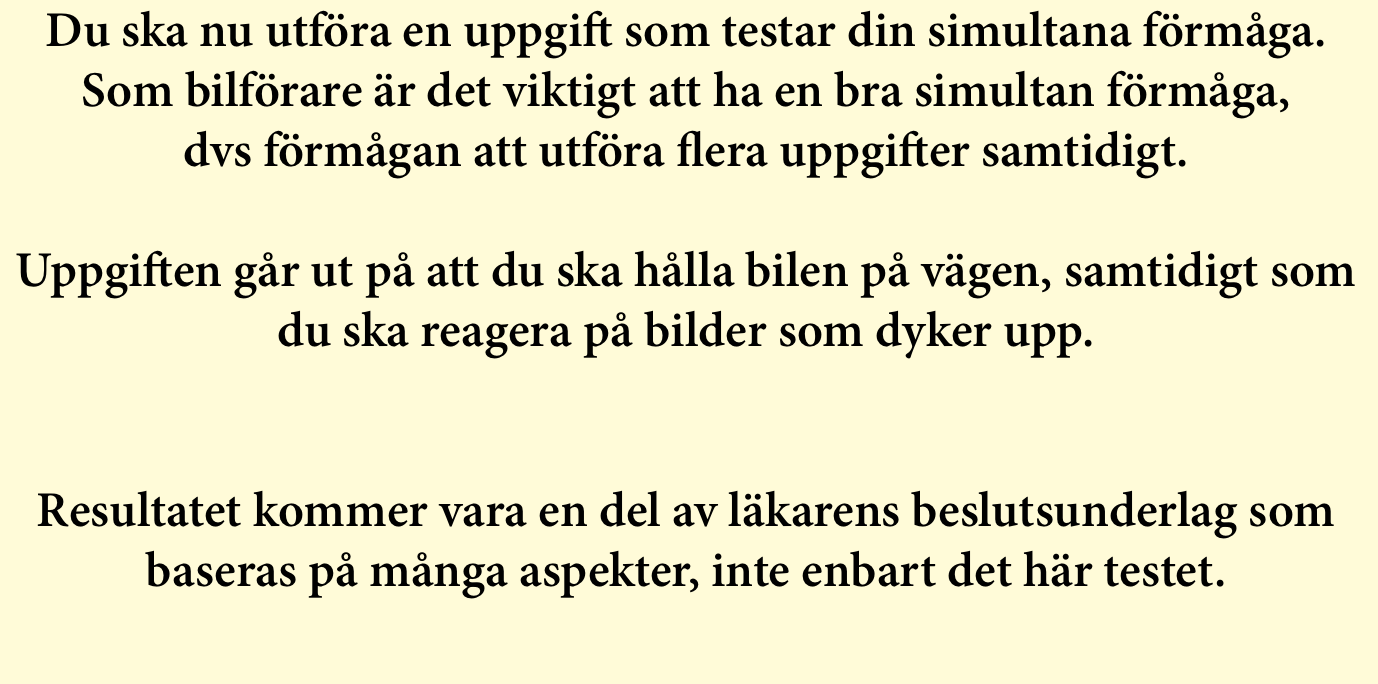 Du ska nu utföra en uppgift som testar din simultana förmåga.
Som bilförare är det viktigt att ha en bra simultan förmåga,
dvs förmågan att utföra flera uppgifter samtidigt.
Uppgiften går ut på att du ska hålla bilen på vägen, samtidigt som
du ska reagera på bilder som dyker upp.
Resultatet kommer vara en del av läkarens beslutsunderlag som
baseras på många aspekter, inte enbart det här testet.